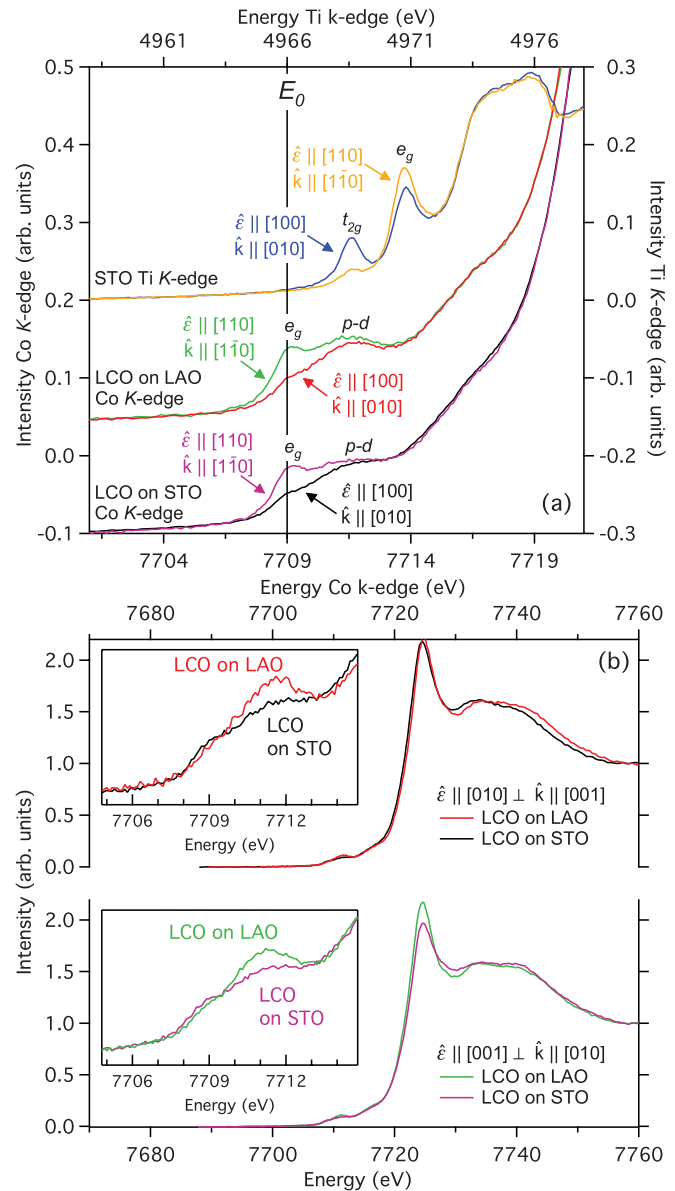 Energy Ti k-edge (eV)
4961 4966 4971 4976
0.5 0.4 0.3 0.2 0.1 0.0 -0.1
Intensity Co K-edge (arb. units)
0.3 0.2 0.1 0.0 -0.1 -0.2 -0.3
Intensity Ti K-edge (arb. units)
E0
ε̂ || [110]
k̂ || [11̄0]
eg
ε̂ || [100]
k̂ || [010]
t2g
STO Ti K-edge
ε̂ || [110]
k̂ || [11̄0]
eg
p-d
LCO on LAO
Co K-edge
ε̂ || [100]
k̂ || [010]
ε̂ || [110]
k̂ || [11̄0]
eg
p-d
LCO on STO
Co K-edge
ε̂ || [100]
k̂ || [010]
(a)
7704 7709 7714 7719
Energy Co k-edge (eV)
7680 7700 7720 7740 7760
(b)
2.0 1.5 1.0 0.5 0.0
Intensity (arb. units)
LCO on LAO
LCO
on STO
7706 7709 7712
Energy (eV)
ε̂ || [010] ⊥ k̂ || [001]
LCO on LAO
LCO on STO
2.0 1.5 1.0 0.5 0.0
LCO on LAO
LCO
on STO
7706 7709 7712
Energy (eV)
ε̂ || [001] ⊥ k̂ || [010]
LCO on LAO
LCO on STO
7680 7700 7720 7740 7760
Energy (eV)